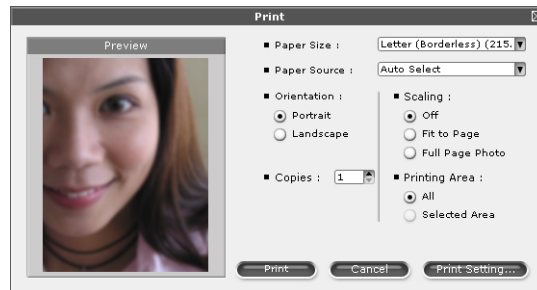 Print
Preview
Paper Size :
Letter (Borderless) (215.
Paper Source :
Auto Select
Orientation :
Portrait
Landscape
Scaling :
Off
Fit to Page
Full Page Photo
Copies :
1
Printing Area :
All
Selected Area
Print
Cancel
Print Setting...